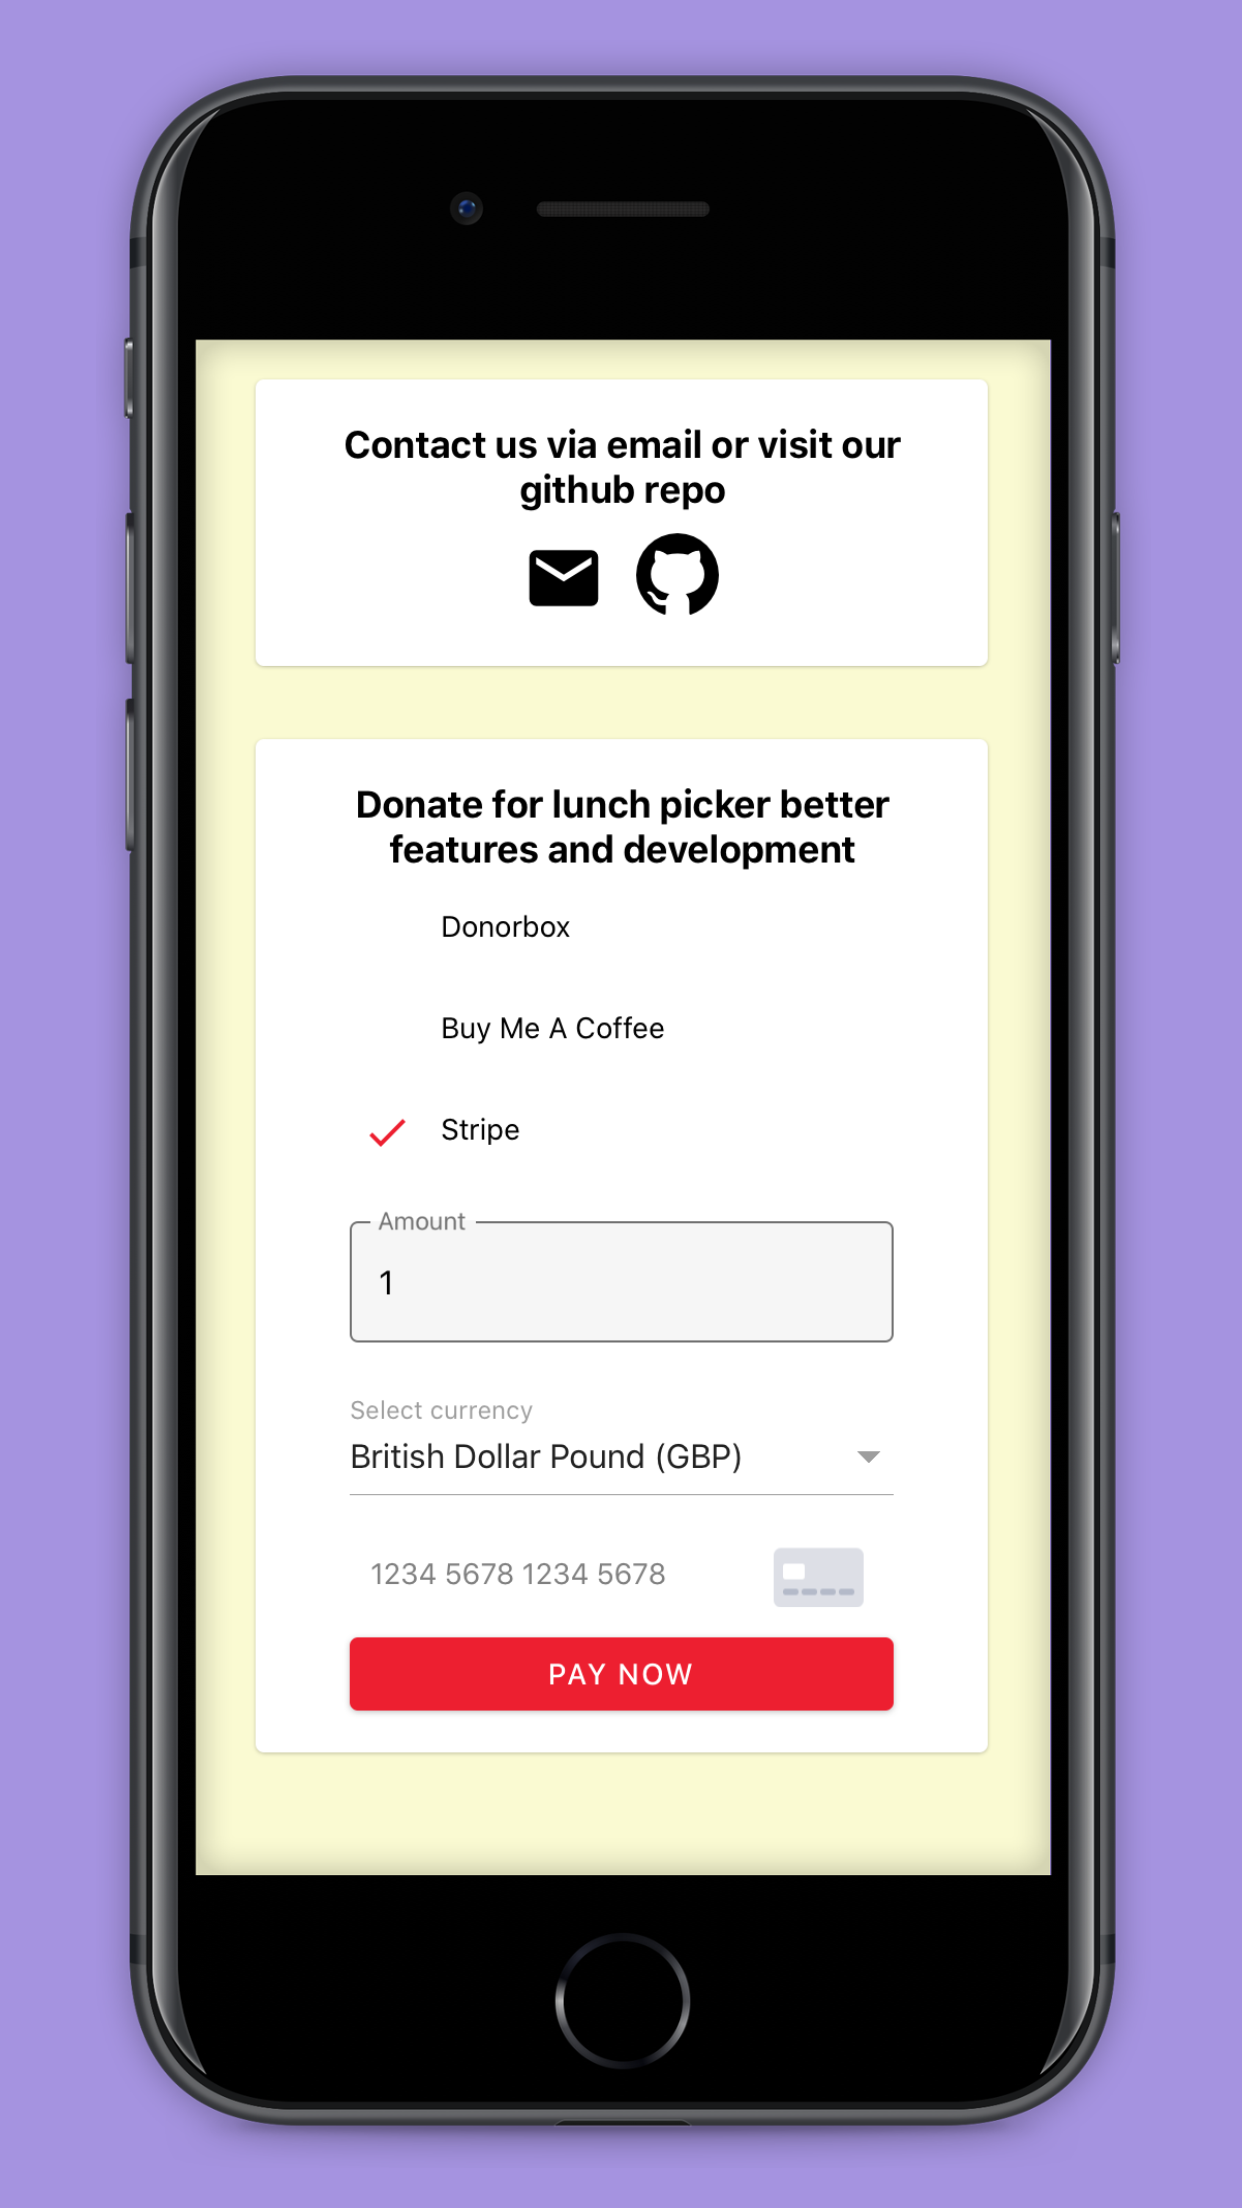 Contact us via email or visit our
github repo
Donate for lunch picker better
features and development
Donorbox
Buy Me A Coffee
Stripe
Amount
1
Select currency
British Dollar Pound (GBP)
1234 5678 1234 5678
PAY NOW